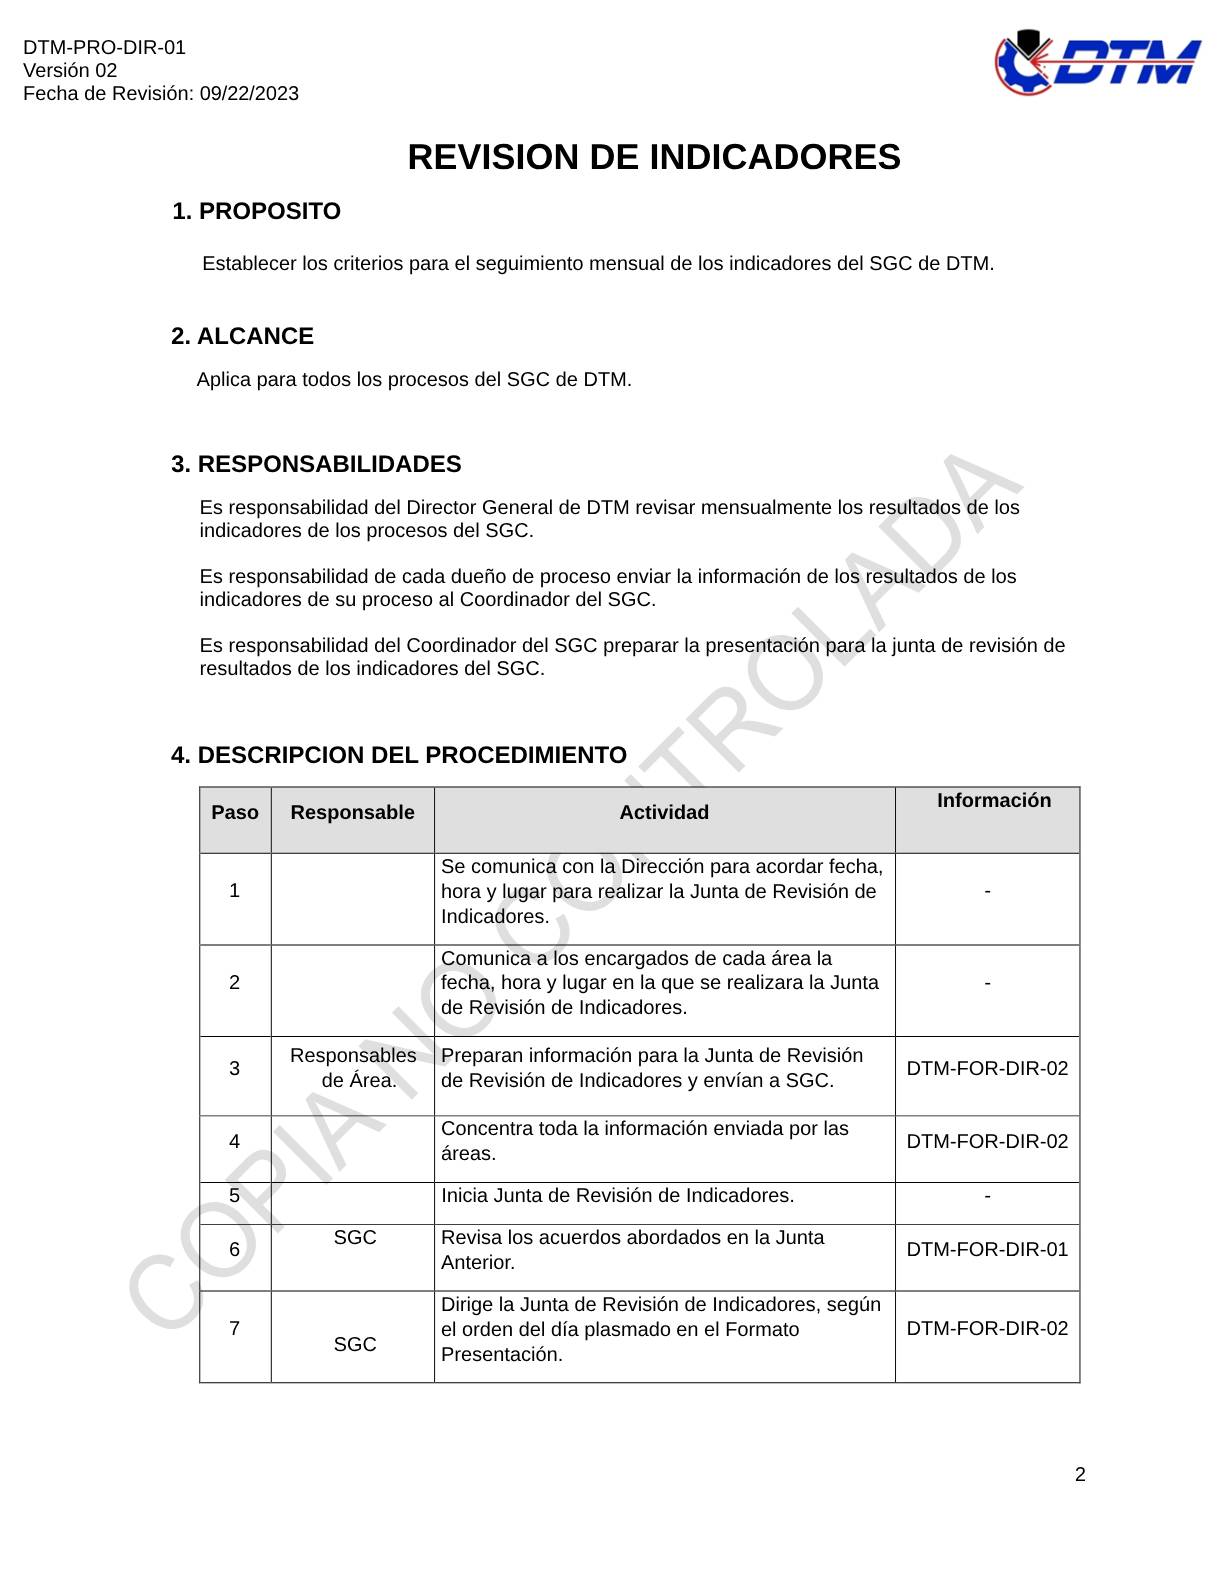 DTM-PRO-DIR-01
Versión 02
Fecha de Revisión: 09/22/2023
DTM
REVISION DE INDICADORES
1. PROPOSITO
Establecer los criterios para el seguimiento mensual de los indicadores del SGC de DTM.
2. ALCANCE
Aplica para todos los procesos del SGC de DTM.
3. RESPONSABILIDADES
Es responsabilidad del Director General de DTM revisar mensualmente los resultados de los
indicadores de los procesos del SGC.
Es responsabilidad de cada dueño de proceso enviar la información de los resultados de los
indicadores de su proceso al Coordinador del SGC.
Es responsabilidad del Coordinador del SGC preparar la presentación para la junta de revisión de
resultados de los indicadores del SGC.
4. DESCRIPCION DEL PROCEDIMIENTO
Paso Responsable Actividad Información
1 Se comunica con la Dirección para acordar fecha,
hora y lugar para realizar la Junta de Revisión de
Indicadores.
-
2 Comunica a los encargados de cada área la
fecha, hora y lugar en la que se realizara la Junta
de Revisión de Indicadores.
-
3 Responsables
de Área.
Preparan información para la Junta de Revisión
de Revisión de Indicadores y envían a SGC.
DTM-FOR-DIR-02
4 Concentra toda la información enviada por las
áreas.
DTM-FOR-DIR-02
5 Inicia Junta de Revisión de Indicadores. -
6 SGC Revisa los acuerdos abordados en la Junta
Anterior.
DTM-FOR-DIR-01
7 SGC Dirige la Junta de Revisión de Indicadores, según
el orden del día plasmado en el Formato
Presentación.
DTM-FOR-DIR-02
COPIA NO CONTROLADA
2